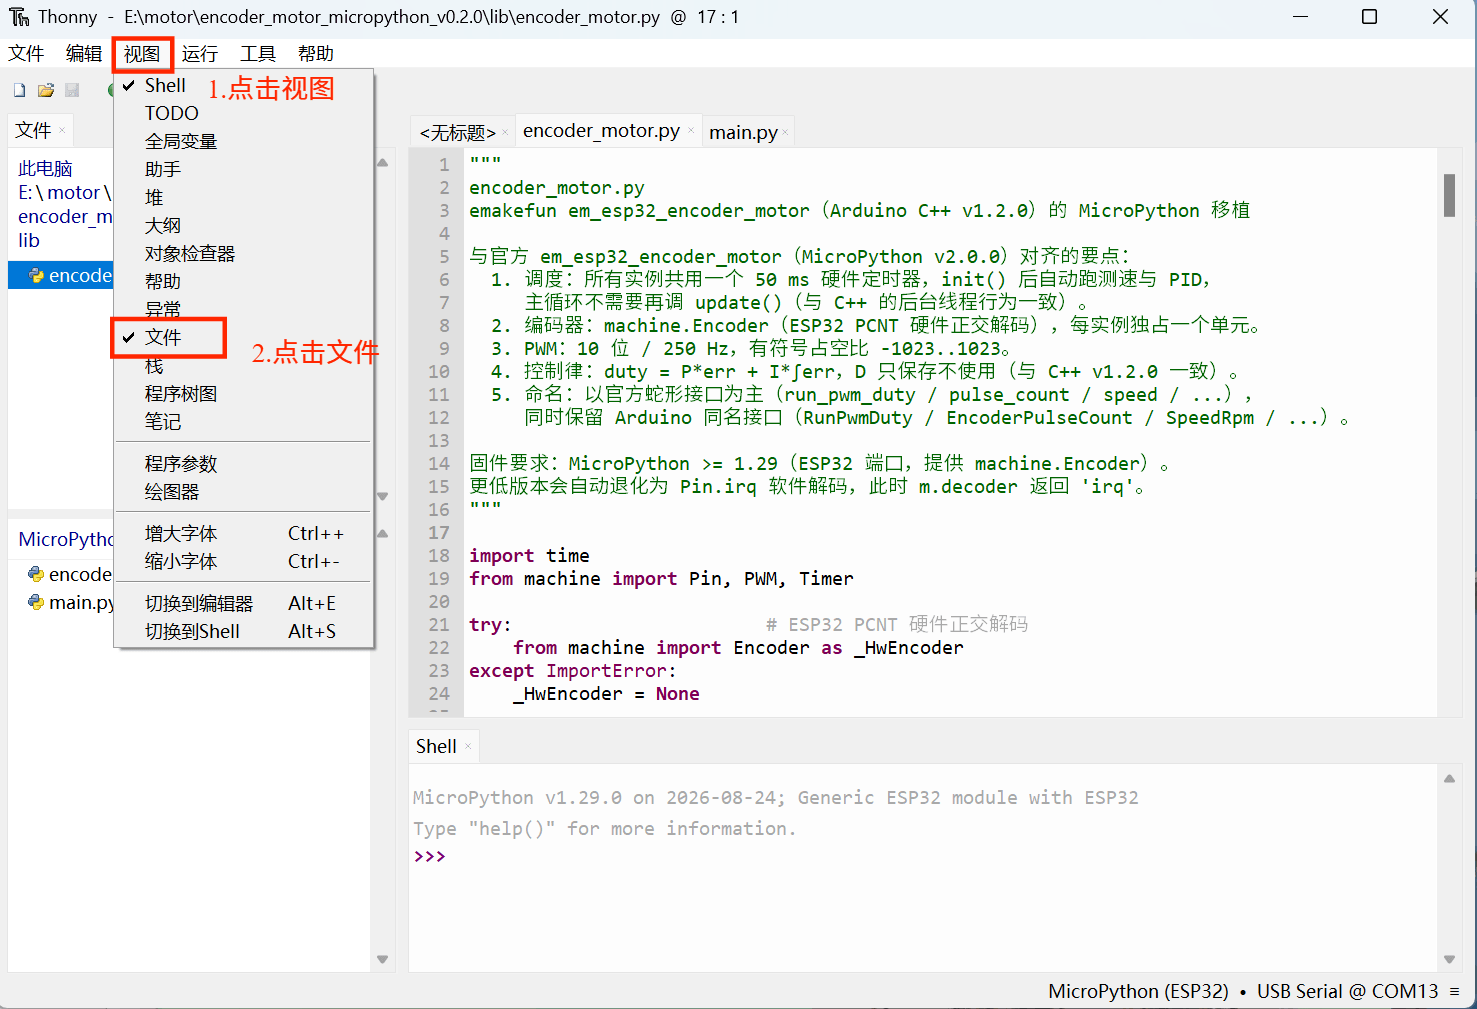 Thonny - E:\motor\encoder_motor_micropython_v0.2.0\lib\encoder_motor.py @ 17 : 1
文件 编辑 视图 运行 工具 帮助
1.点击视图
Shell
TODO
全局变量
助手
堆
大纲
对象检查器
帮助
异常
文件
2.点击文件
栈
程序树图
笔记
程序参数
绘图器
增大字体 Ctrl++
缩小字体 Ctrl+-
切换到编辑器 Alt+E
切换到Shell Alt+S
文件
此电脑
E:\motor\
encoder_m
lib
encode
MicroPytho
encode
main.py
<无标题> encoder_motor.py main.py
1 """
2 encoder_motor.py
3 emakefun em_esp32_encoder_motor（Arduino C++ v1.2.0）的 MicroPython 移植
4
5 与官方 em_esp32_encoder_motor（MicroPython v2.0.0）对齐的要点：
6 1. 调度：所有实例共用一个 50 ms 硬件定时器，init() 后自动跑测速与 PID，
7 主循环不需要再调 update()（与 C++ 的后台线程行为一致）。
8 2. 编码器：machine.Encoder（ESP32 PCNT 硬件正交解码），每实例独占一个单元。
9 3. PWM：10 位 / 250 Hz，有符号占空比 -1023..1023。
10 4. 控制律：duty = P*err + I*∫err，D 只保存不使用（与 C++ v1.2.0 一致）。
11 5. 命名：以官方蛇形接口为主（run_pwm_duty / pulse_count / speed / ...），
12 同时保留 Arduino 同名接口（RunPwmDuty / EncoderPulseCount / SpeedRpm / ...）。
13
14 固件要求：MicroPython >= 1.29（ESP32 端口，提供 machine.Encoder）。
15 更低版本会自动退化为 Pin.irq 软件解码，此时 m.decoder 返回 'irq'。
16 """
17
18 import time
19 from machine import Pin, PWM, Timer
20
21 try: # ESP32 PCNT 硬件正交解码
22 from machine import Encoder as _HwEncoder
23 except ImportError:
24 _HwEncoder = None
Shell
MicroPython v1.29.0 on 2026-08-24; Generic ESP32 module with ESP32
Type "help()" for more information.
>>>
MicroPython (ESP32) • USB Serial @ COM13 ≡